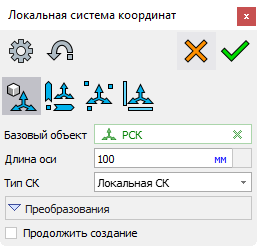 Локальная система координат
Базовый объект РСК
Длина оси 100 мм
Тип СК Локальная СК
Преобразования
Продолжить создание